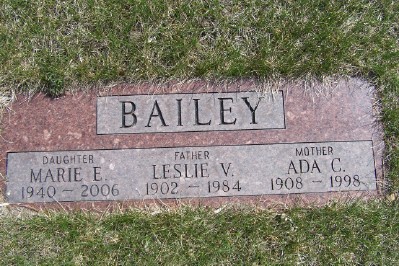 BAILEY
DAUGHTER FATHER MOTHER
MARIE E. LESLIE V. ADA C.
1940 - 2006 1902 - 1984 1908 - 1998